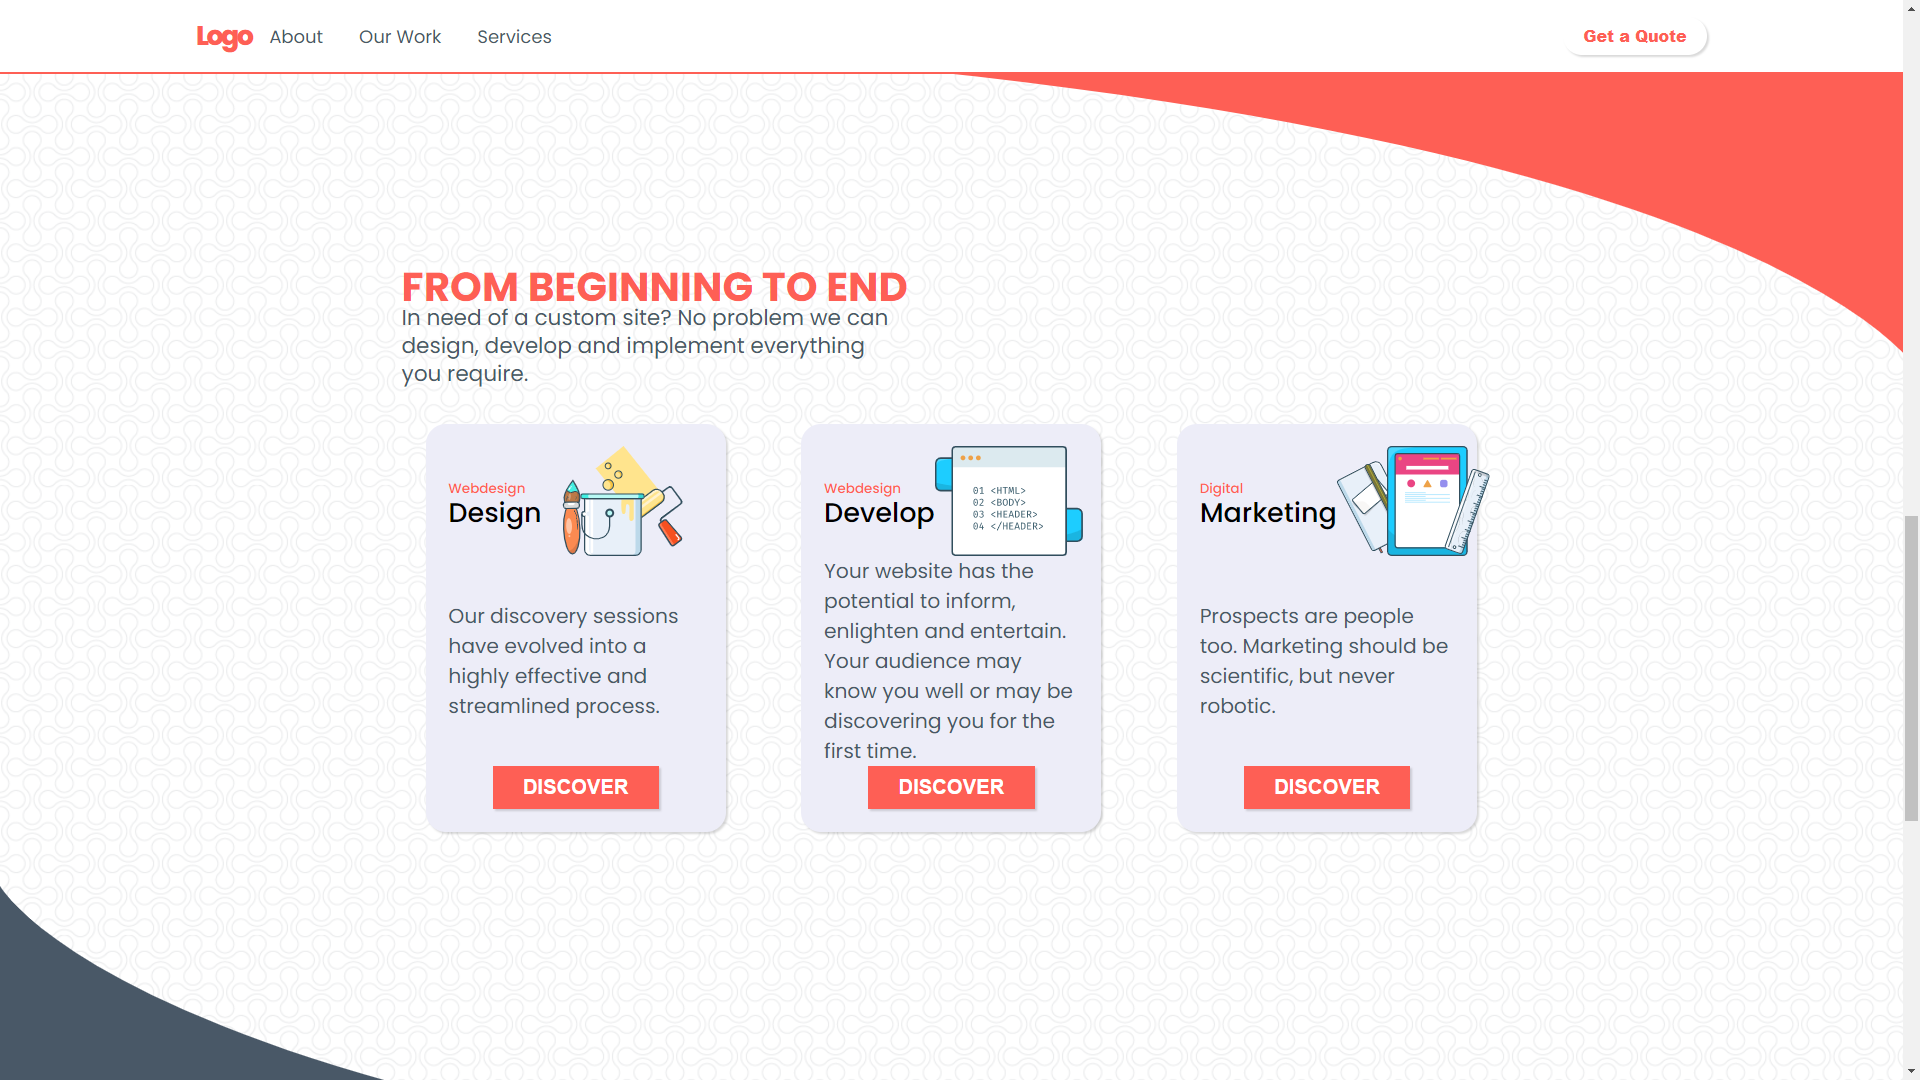 Logo
About
Our Work
Services
Get a Quote
FROM BEGINNING TO END
In need of a custom site? No problem we can
design, develop and implement everything
you require.
Webdesign
Design
Our discovery sessions
have evolved into a
highly effective and
streamlined process.
DISCOVER
Webdesign
Develop
01 <HTML>
02 <BODY>
03 <HEADER>
04 </HEADER>
Your website has the
potential to inform,
enlighten and entertain.
Your audience may
know you well or may be
discovering you for the
first time.
DISCOVER
Digital
Marketing
Prospects are people
too. Marketing should be
scientific, but never
robotic.
DISCOVER